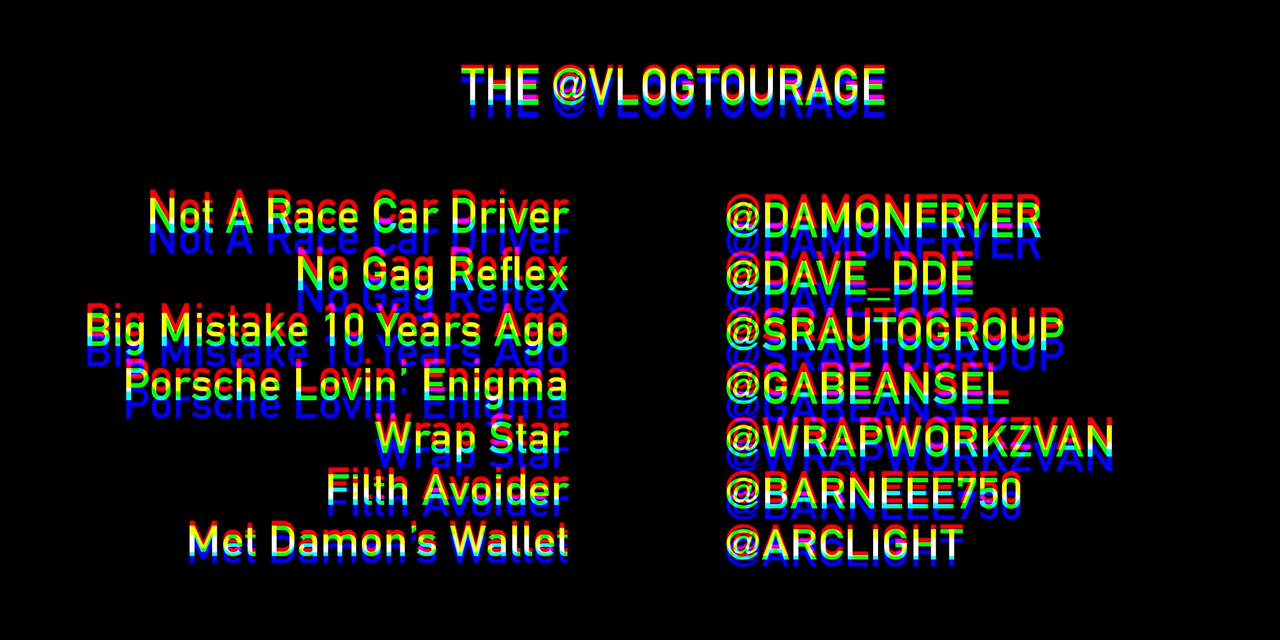 THE @VLOGTOURAGE
Not A Race Car Driver @DAMONFRYER
No Gag Reflex @DAVE_DDE
Big Mistake 10 Years Ago @SRAUTOGROUP
Porsche Lovin' Enigma @GABEANSEL
Wrap Star @WRAPWORKZVAN
Filth Avoider @BARNEEE750
Met Damon's Wallet @ARCLIGHT